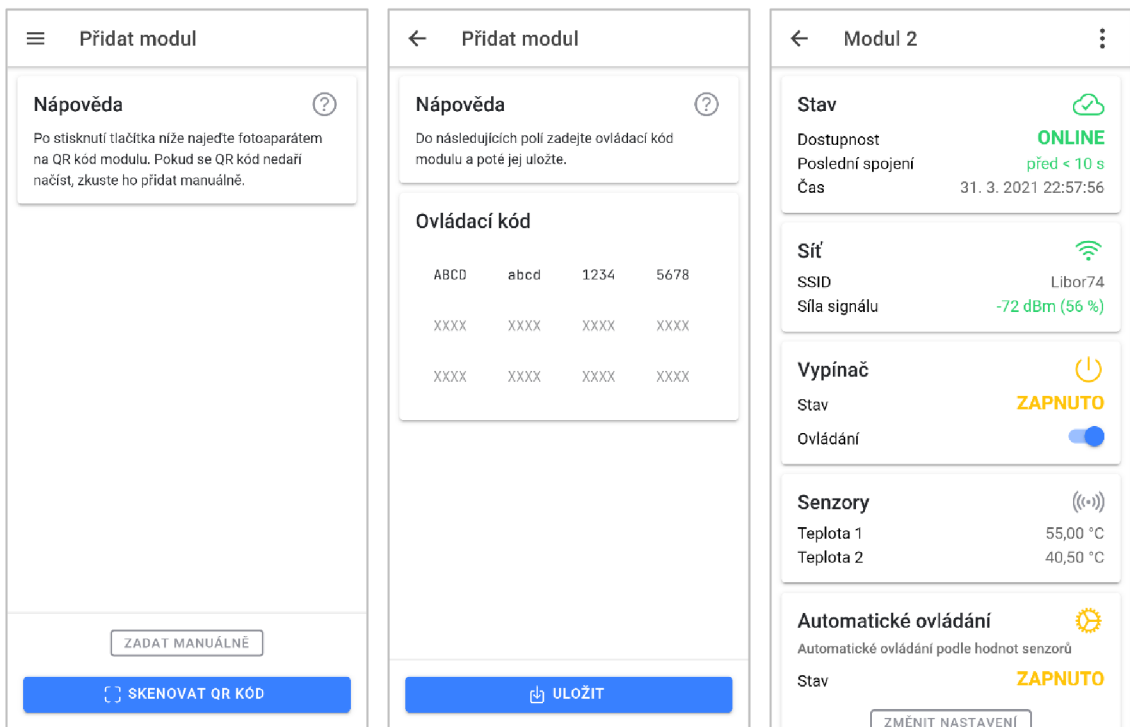 Přidat modul
Nápověda
Po stisknutí tlačítka níže najeďte fotoaparátem
na QR kód modulu. Pokud se QR kód nedaří
načíst, zkuste ho přidat manuálně.
ZADAT MANUÁLNĚ
SKENOVAT QR KÓD
Přidat modul
Nápověda
Do následujících polí zadejte ovládací kód
modulu a poté jej uložte.
Ovládací kód
ABCD abcd 1234 5678
XXXX XXXX XXXX XXXX
XXXX XXXX XXXX XXXX
ULOŽIT
Modul 2
Stav
Dostupnost ONLINE
Poslední spojení před < 10 s
Čas 31. 3. 2021 22:57:56
Síť
SSID Libor74
Síla signálu -72 dBm (56 %)
Vypínač
Stav ZAPNUTO
Ovládání
Senzory
Teplota 1 55,00 °C
Teplota 2 40,50 °C
Automatické ovládání
Automatické ovládání podle hodnot senzorů
Stav ZAPNUTO
ZMĚNIT NASTAVENÍ